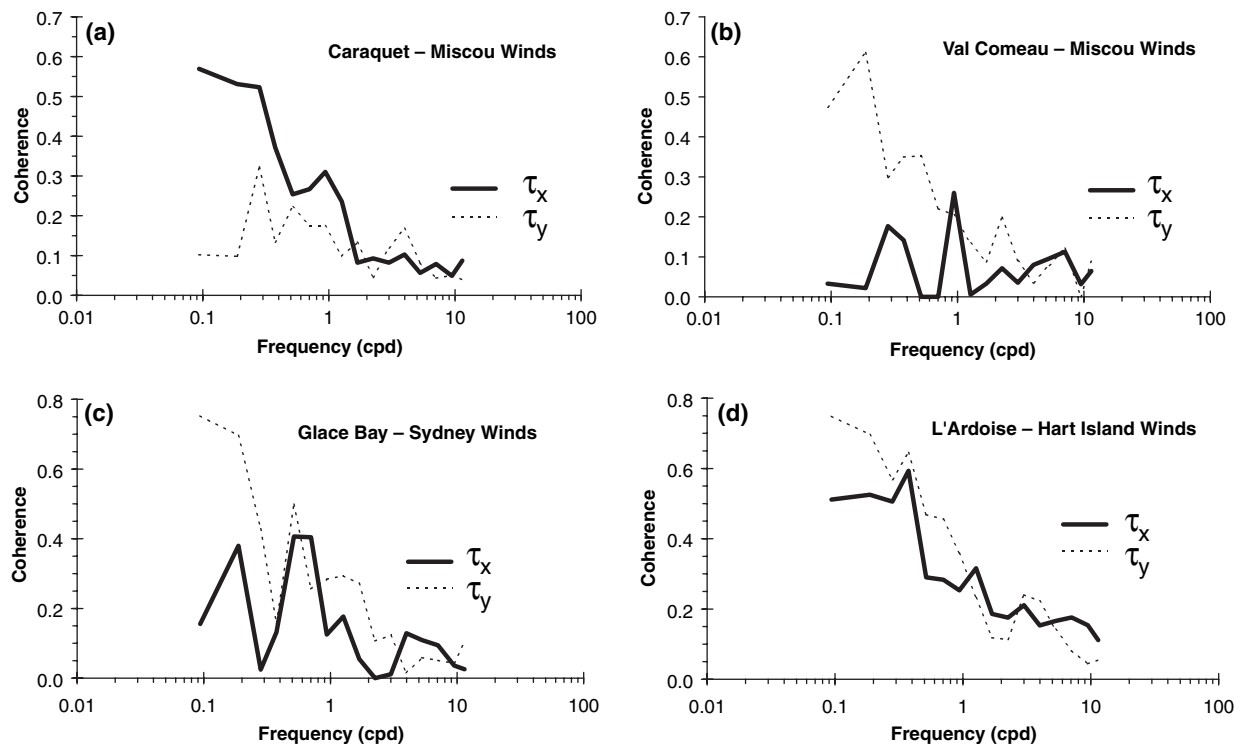 (a)
Caraquet – Miscou Winds
0.7
0.6
0.5
0.4
0.3
0.2
0.1
0.0
Coherence
τx
τy
0.01
0.1
1
10
100
Frequency (cpd)
(b)
Val Comeau – Miscou Winds
0.7
0.6
0.5
0.4
0.3
0.2
0.1
0.0
Coherence
τx
τy
0.01
0.1
1
10
100
Frequency (cpd)
(c)
Glace Bay – Sydney Winds
0.8
0.6
0.4
0.2
0.0
Coherence
τx
τy
0.01
0.1
1
10
100
Frequency (cpd)
(d)
L'Ardoise – Hart Island Winds
0.8
0.6
0.4
0.2
0.0
Coherence
τx
τy
0.01
0.1
1
10
100
Frequency (cpd)